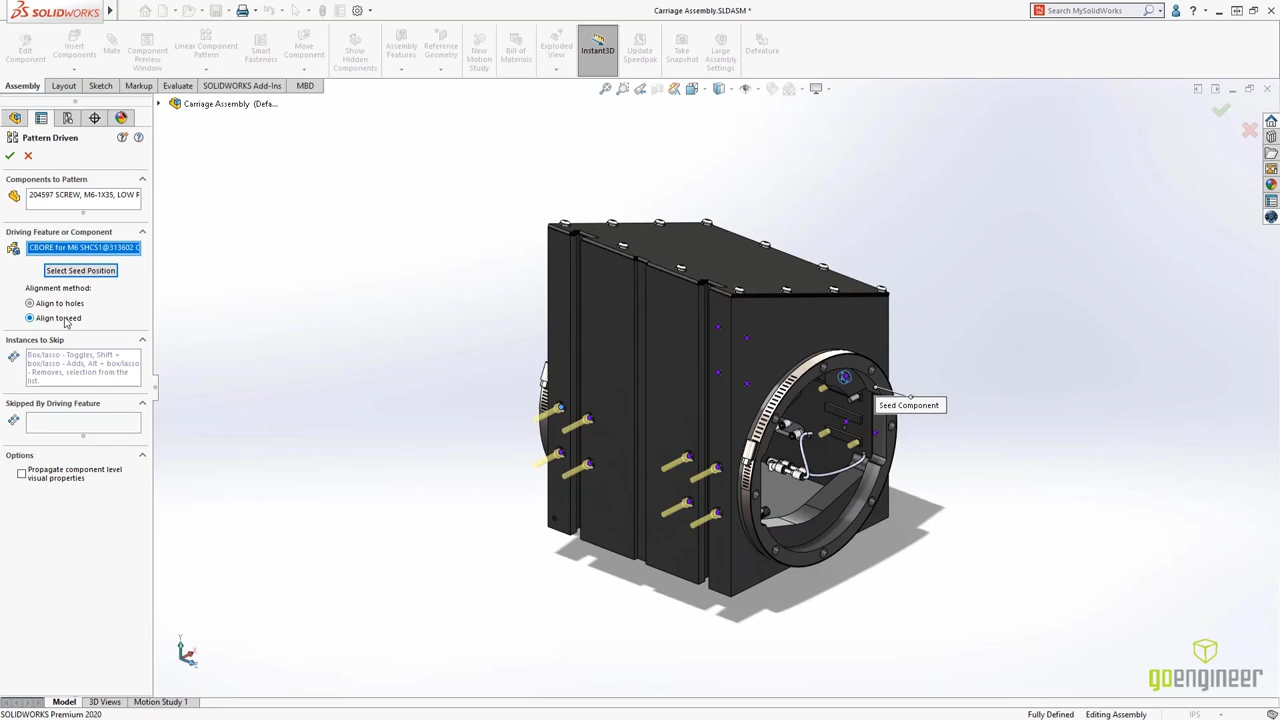 SOLIDWORKS
Carriage Assembly.SLDASM *
Search MySolidWorks
Edit Component
Insert Components
Mate
Component Preview Window
Linear Component Pattern
Smart Fasteners
Move Component
Show Hidden Components
Assembly Features
Reference Geometry
New Motion Study
Bill of Materials
Exploded View
Instant3D
Update Speedpak
Take Snapshot
Large Assembly Settings
Defeature
Assembly
Layout
Sketch
Markup
Evaluate
SOLIDWORKS Add-Ins
MBD
Carriage Assembly (Defa...
Pattern Driven
Components to Pattern
204597 SCREW, M6-1X35, LOW
Driving Feature or Component
CBORE for M6 SHCS1@313602
Select Seed Position
Alignment method:
Align to holes
Align to seed
Instances to Skip
Box/lasso - Toggles, Shift +
box/lasso - Adds, Alt + box/lasso
- Removes, selection from the
list.
Skipped By Driving Feature
Options
Propagate component level
visual properties
Seed Component
Y
X
Z
goengineer
Model
3D Views
Motion Study 1
SOLIDWORKS Premium 2020
Fully Defined
Editing Assembly
IPS